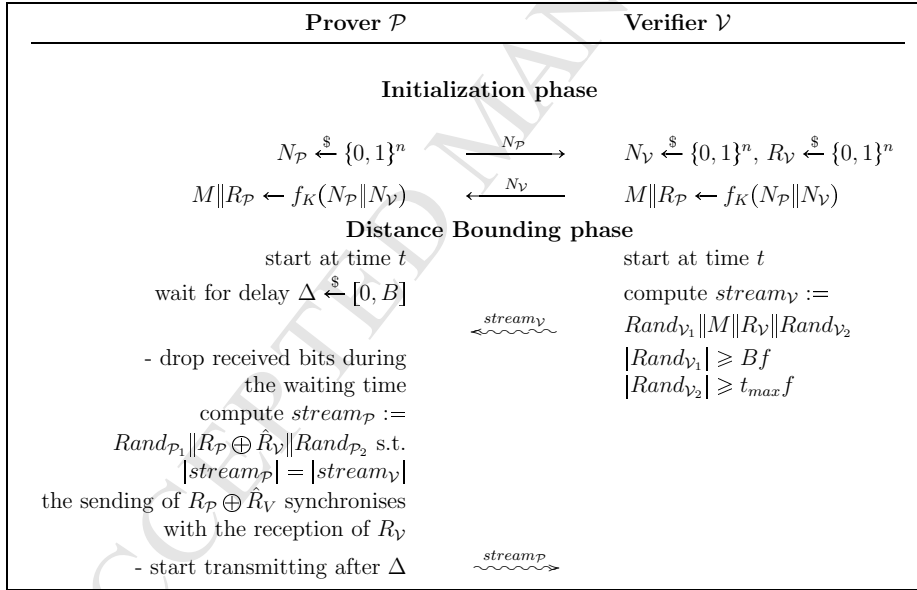 Prover 𝒫 Verifier 𝒱
Initialization phase
N_𝒫 ←$ {0, 1}^n N_𝒫 N_𝒱 ←$ {0, 1}^n, R_𝒱 ←$ {0, 1}^n
M∥R_𝒫 ← f_K(N_𝒫∥N_𝒱) N_𝒱 M∥R_𝒫 ← f_K(N_𝒫∥N_𝒱)
Distance Bounding phase
start at time t start at time t
wait for delay Δ ←$ [0, B] compute stream_𝒱 :=
stream_𝒱 Rand_𝒱₁∥M∥R_𝒱∥Rand_𝒱₂
- drop received bits during |Rand_𝒱₁| ⩾ Bf
the waiting time |Rand_𝒱₂| ⩾ t_max f
compute stream_𝒫 :=
Rand_𝒫₁∥R_𝒫 ⊕ R̂_𝒱∥Rand_𝒫₂ s.t.
|stream_𝒫| = |stream_𝒱|
the sending of R_𝒫 ⊕ R̂_V synchronises
with the reception of R_𝒱
- start transmitting after Δ stream_𝒫
CCEPTED MAN